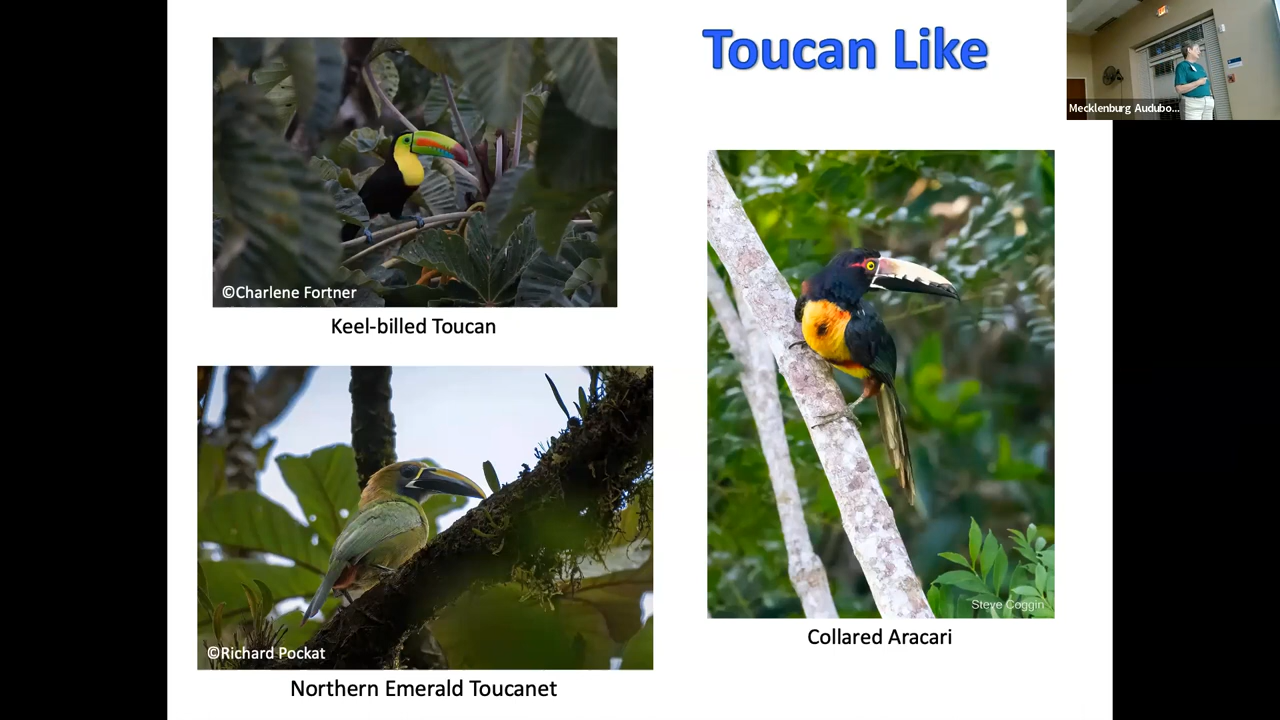 Toucan Like
Mecklenburg Audubo...
©Charlene Fortner
Keel-billed Toucan
©Richard Pockat
Northern Emerald Toucanet
Steve Coggin
Collared Aracari